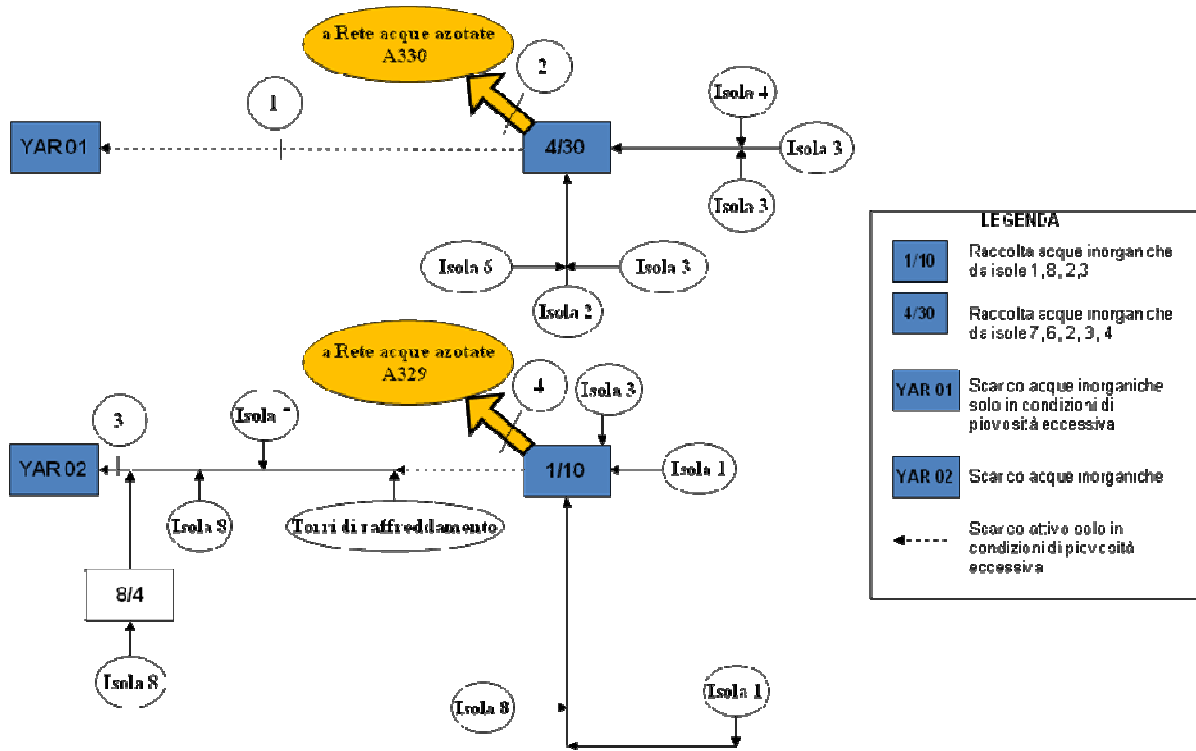 a Rete acque azotate
A330
2
1
Isola 4
YAR 01
4/30
Isola 3
Isola 3
Isola 5
Isola 3
Isola 2
a Rete acque azotate
A329
4
Isola 3
3
Isola
YAR 02
1/10
Isola 1
Isola 8
Torri di raffreddamento
8/4
Isola 8
Isola 8
Isola 1
LEGENDA
1/10
Raccolta acque inorganiche
da isole 1,8, 2,3
4/30
Raccolta acque inorganiche
da isole 7,6, 2, 3, 4
YAR 01
Scarco acque inorganiche
solo in condizioni di
piovosità eccessiva
YAR 02
Scarco acque inorganiche
Scarco attivo solo in
condizioni di piovosità
eccessiva